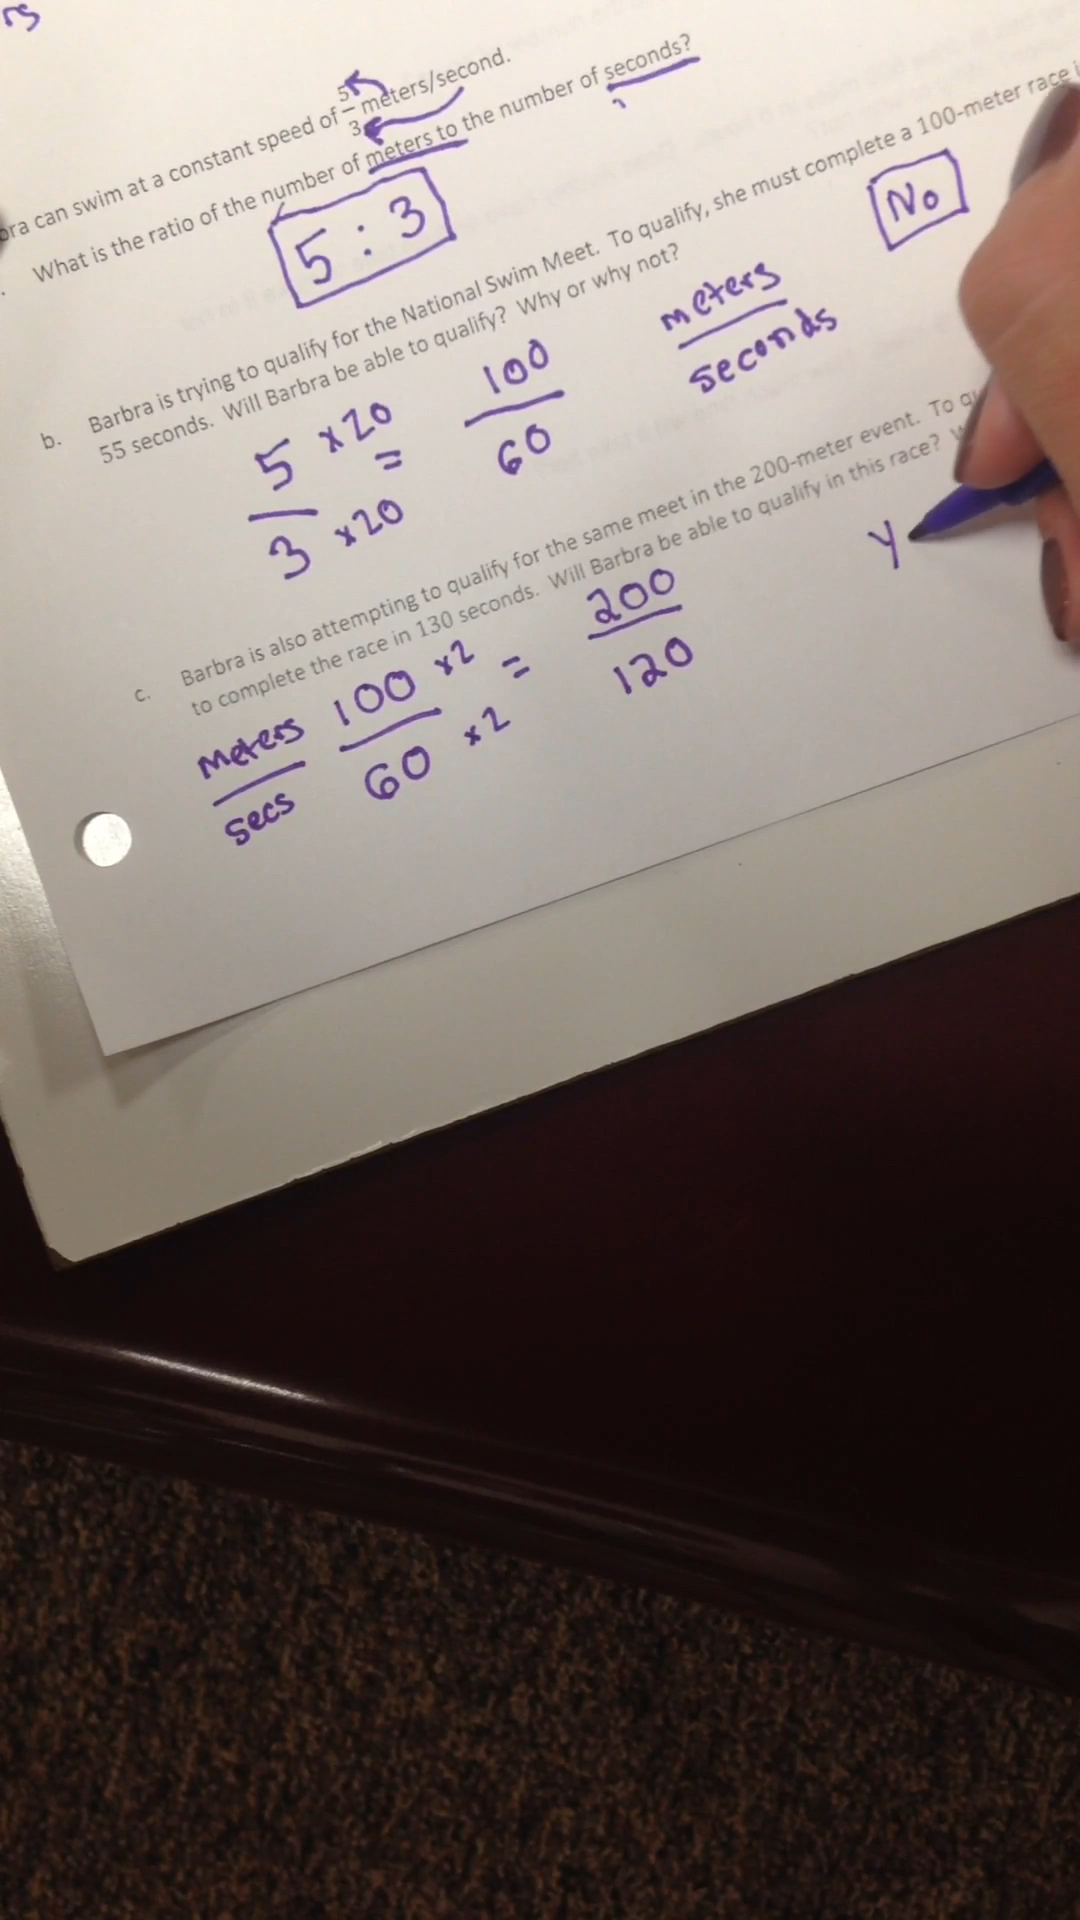 rs
bra can swim at a constant speed of 5/3 meters/second.
What is the ratio of the number of meters to the number of seconds?
5 : 3
b. Barbra is trying to qualify for the National Swim Meet. To qualify, she must complete a 100-meter race i
55 seconds. Will Barbra be able to qualify? Why or why not?
No
5 x20 = 100 meters
3 x20 60 seconds
c. Barbra is also attempting to qualify for the same meet in the 200-meter event. To qu
to complete the race in 130 seconds. Will Barbra be able to qualify in this race? W
Y
meters 100 x2 = 200
secs 60 x2 120